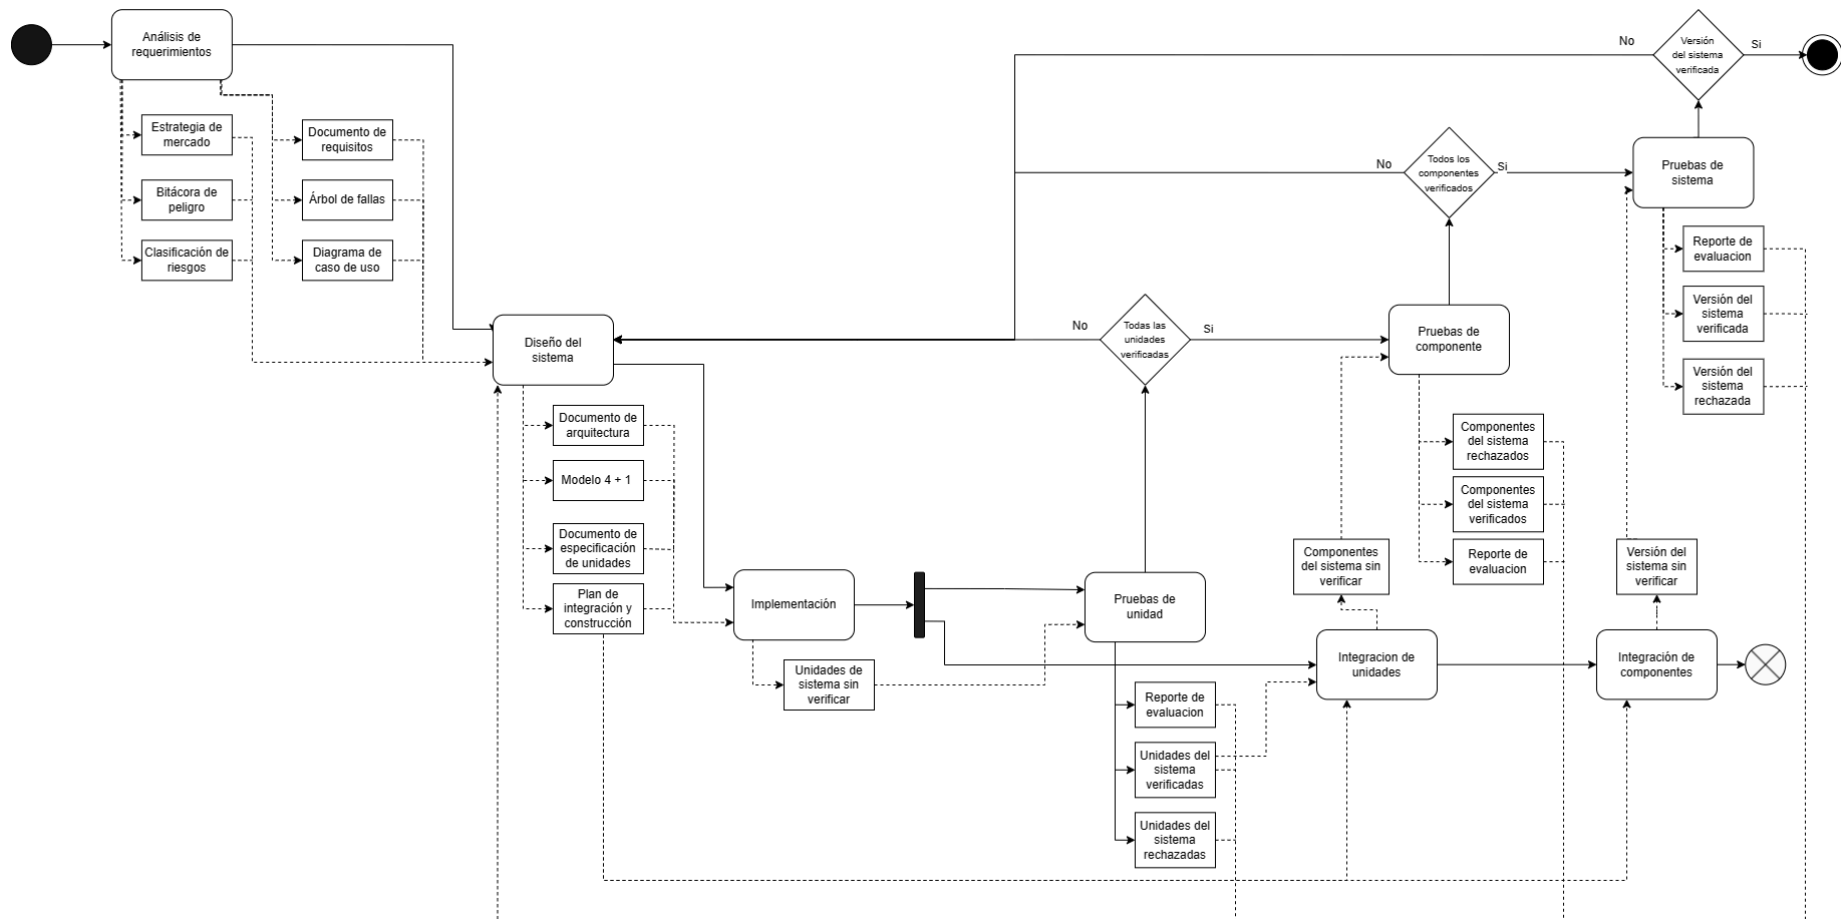 Análisis de
requerimientos
Estrategia de
mercado
Bitácora de
peligro
Clasificación de
riesgos
Documento de
requisitos
Árbol de fallas
Diagrama de
caso de uso
Diseño del
sistema
Documento de
arquitectura
Modelo 4 + 1
Documento de
especificación
de unidades
Plan de
integración y
construcción
Implementación
Unidades de
sistema sin
verificar
Pruebas de
unidad
Reporte de
evaluacion
Unidades del
sistema
verificadas
Unidades del
sistema
rechazadas
No
Todas las
unidades
verificadas
Si
Pruebas de
componente
Componentes
del sistema
rechazados
Componentes
del sistema
verificados
Reporte de
evaluacion
Componentes
del sistema sin
verificar
Integracion de
unidades
No
Todos los
componentes
verificados
Si
Pruebas de
sistema
Reporte de
evaluacion
Versión del
sistema
verificada
Versión del
sistema
rechazada
Versión del
sistema sin
verificar
Integración de
componentes
No
Versión
del sistema
verificada
Si